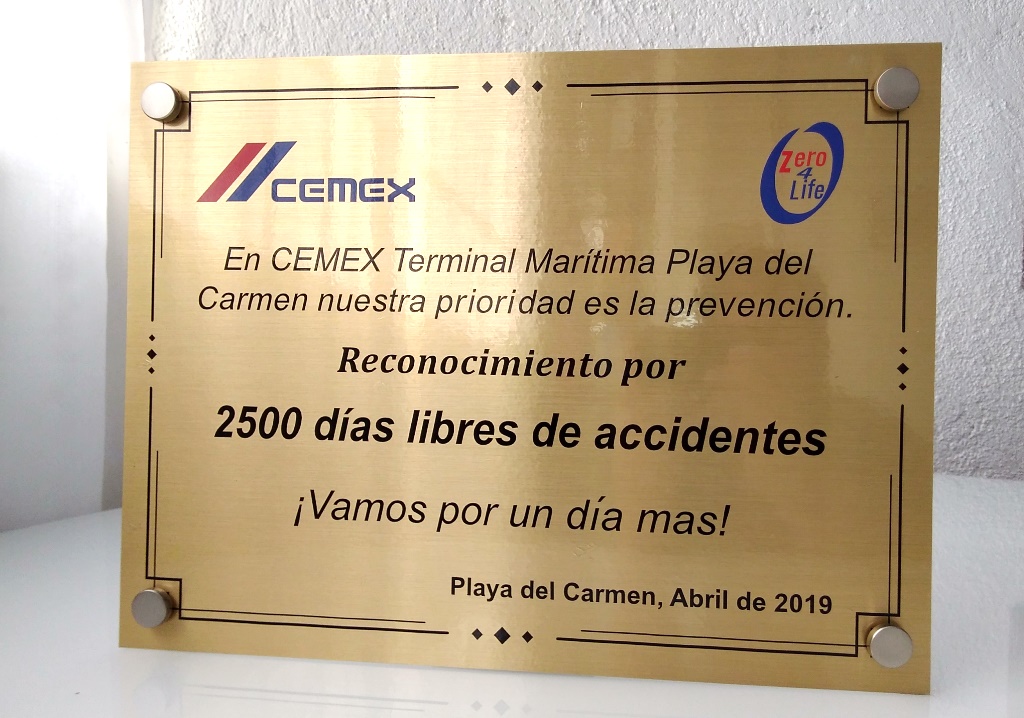 CEMEX
Zero
4
Life
En CEMEX Terminal Marítima Playa del
Carmen nuestra prioridad es la prevención.
Reconocimiento por
2500 días libres de accidentes
¡Vamos por un día mas!
Playa del Carmen, Abril de 2019